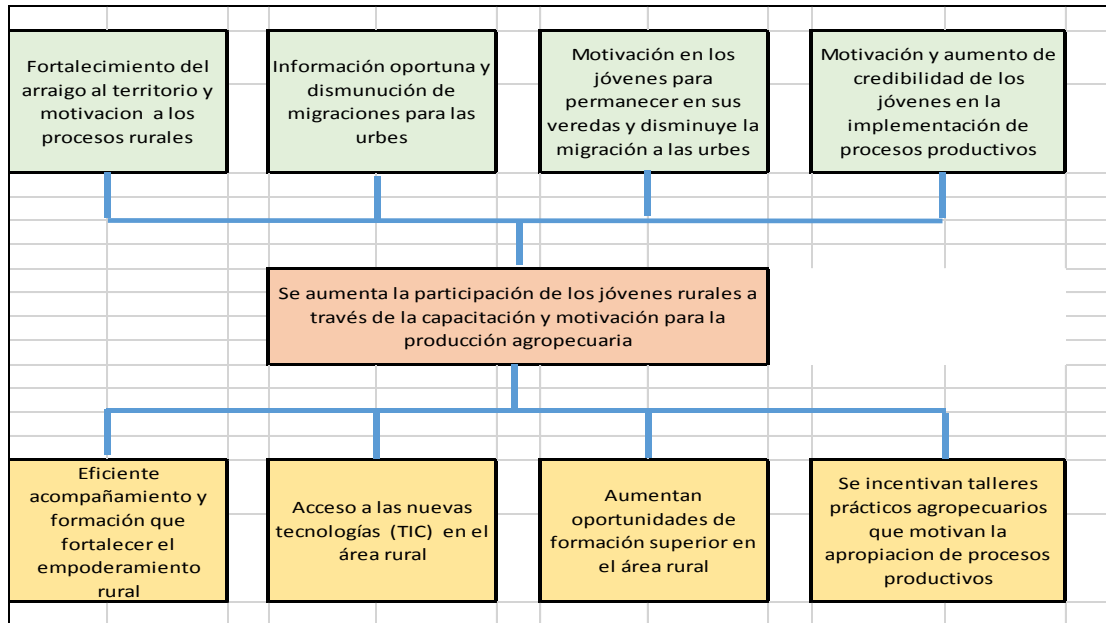 Fortalecimiento del
arraigo al territorio y
motivacion a los
procesos rurales
Información oportuna y
dismunución de
migraciones para las
urbes
Motivación en los
jóvenes para
permanecer en sus
veredas y disminuye la
migración a las urbes
Motivación y aumento de
credibilidad de los
jóvenes en la
implementación de
procesos productivos
Se aumenta la participación de los jóvenes rurales a
través de la capacitación y motivación para la
producción agropecuaria
Eficiente
acompañamiento y
formación que
fortalecer el
empoderamiento
rural
Acceso a las nuevas
tecnologías (TIC) en el
área rural
Aumentan
oportunidades de
formación superior en
el área rural
Se incentivan talleres
prácticos agropecuarios
que motivan la
apropiacion de procesos
productivos